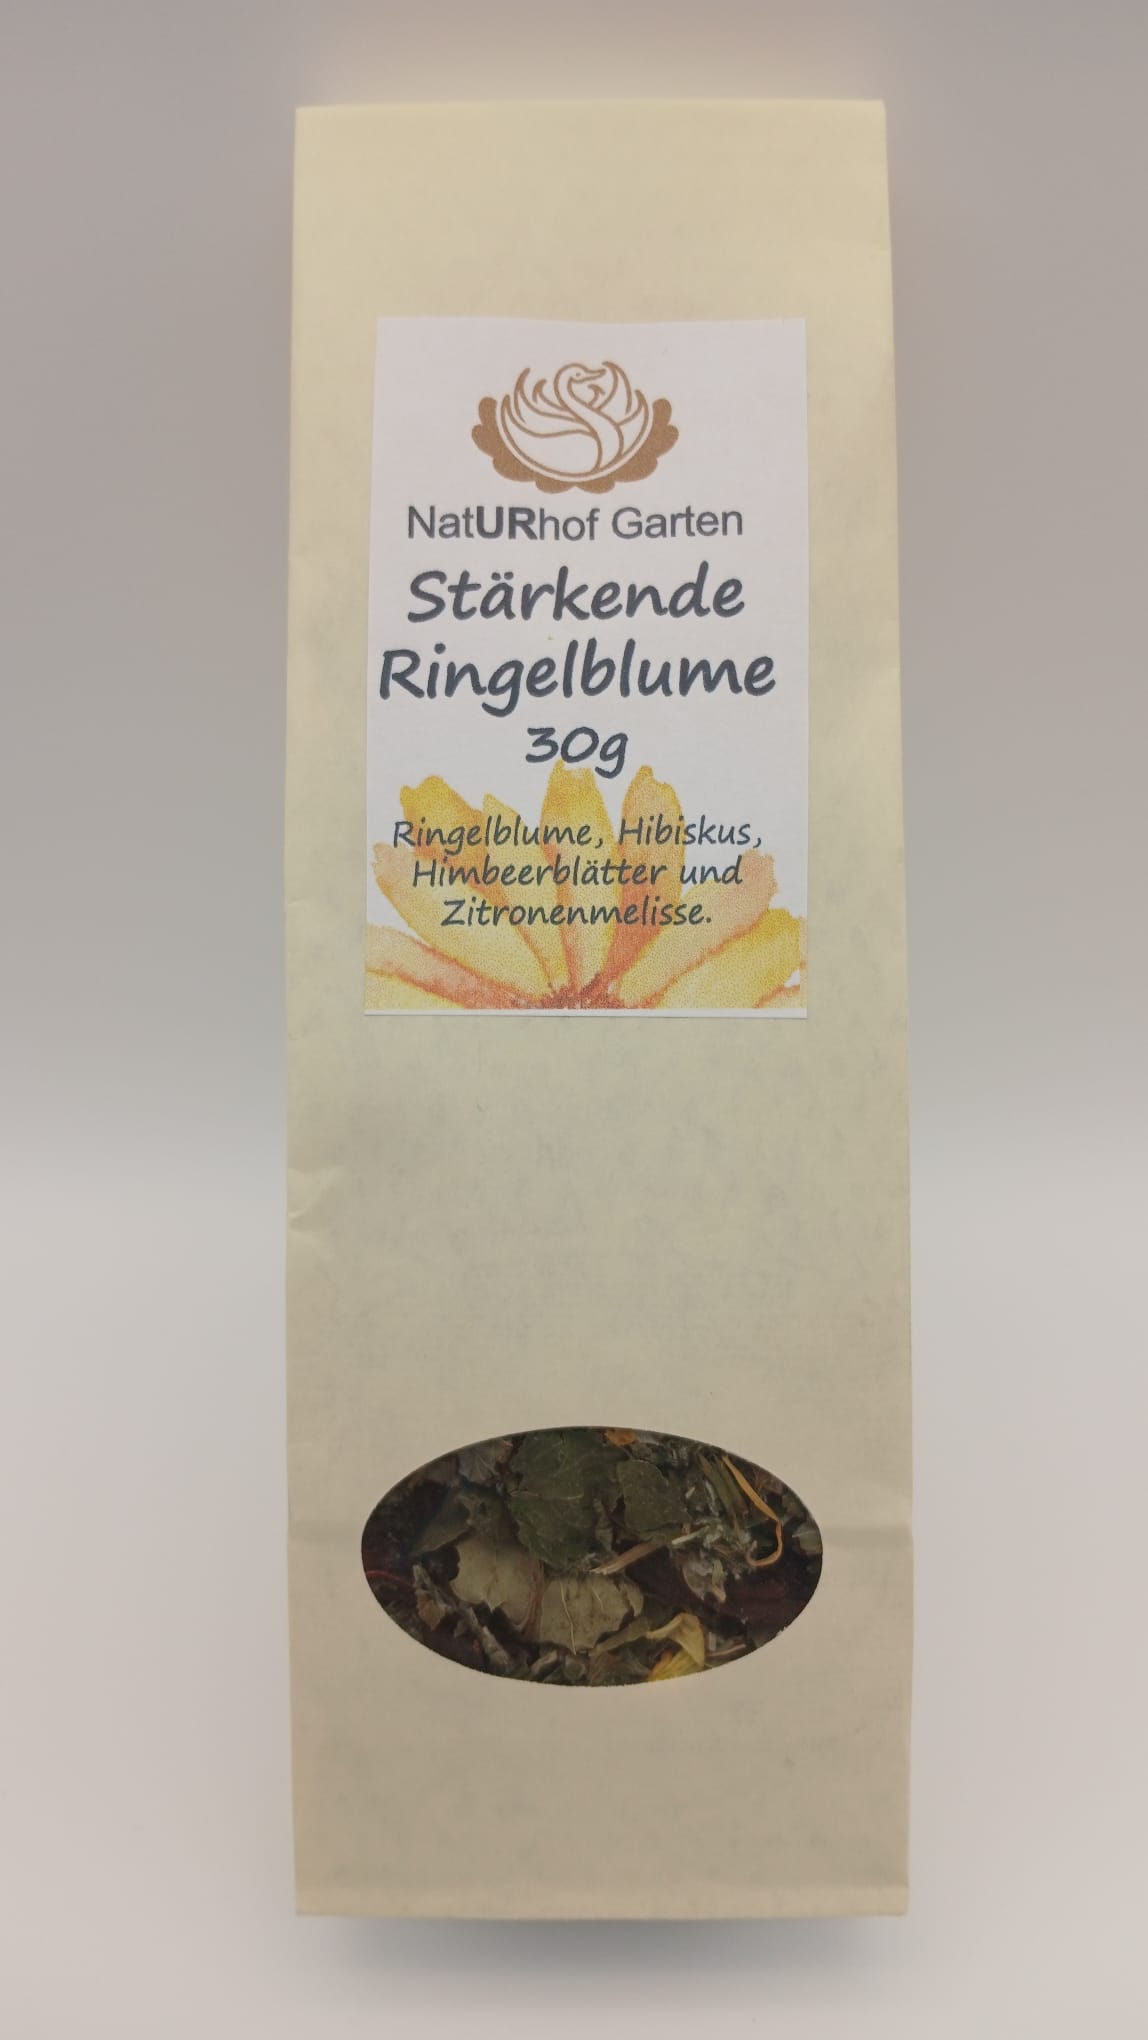 NatURhof Garten
Stärkende
Ringelblume
30g
Ringelblume, Hibiskus,
Himbeerblätter und
Zitronenmelisse.